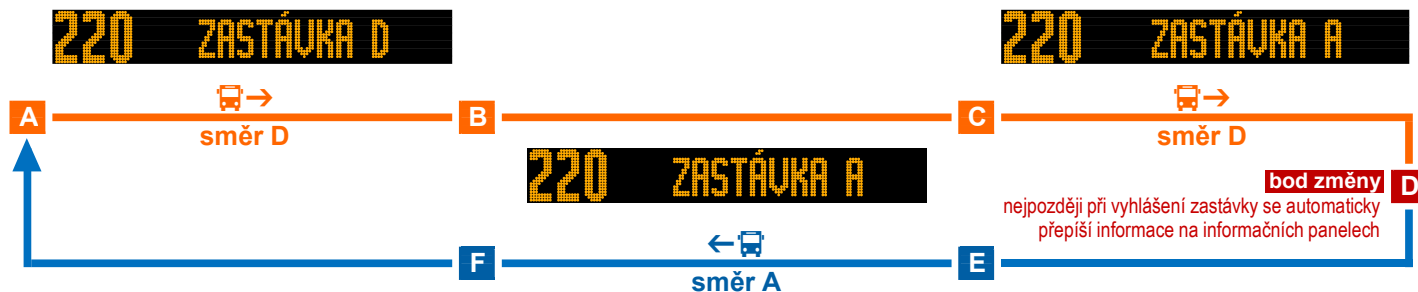 220 ZASTÁVKA D
220 ZASTÁVKA A
A
směr D
B
C
směr D
220 ZASTÁVKA A
bod změny
D
nejpozději při vyhlášení zastávky se automaticky
přepíší informace na informačních panelech
F
směr A
E